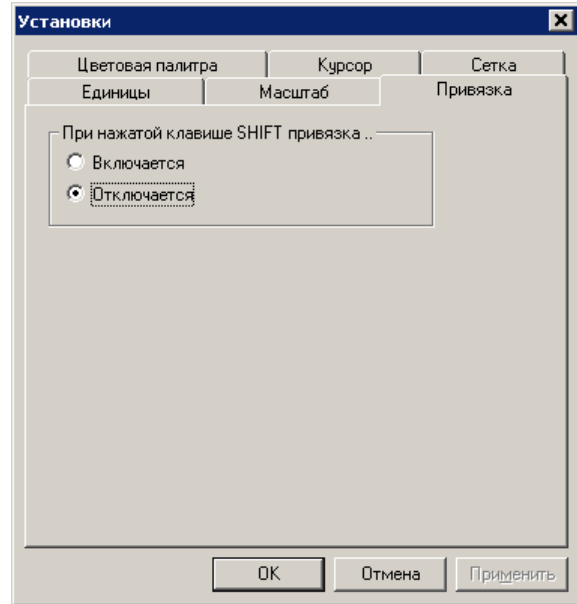 Установки
Цветовая палитра Курсор Сетка
Единицы Масштаб Привязка
При нажатой клавише SHIFT привязка ..
Включается
Отключается
OK Отмена Применить